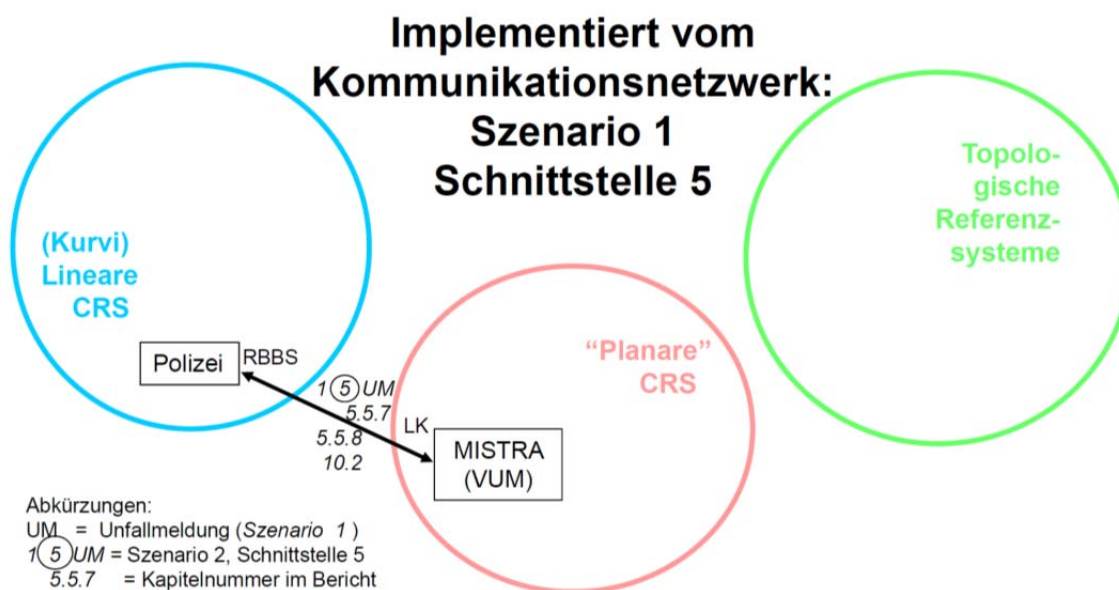 Implementiert vom
Kommunikationsnetzwerk:
Szenario 1
Schnittstelle 5
(Kurvi)
Lineare
CRS
Topolo-
gische
Referenz-
systeme
"Planare"
CRS
Polizei
RBBS
1 5 UM
5.5.7
5.5.8
10.2
LK
MISTRA
(VUM)
Abkürzungen:
UM = Unfallmeldung (Szenario 1 )
1 5 UM = Szenario 2, Schnittstelle 5
5.5.7 = Kapitelnummer im Bericht